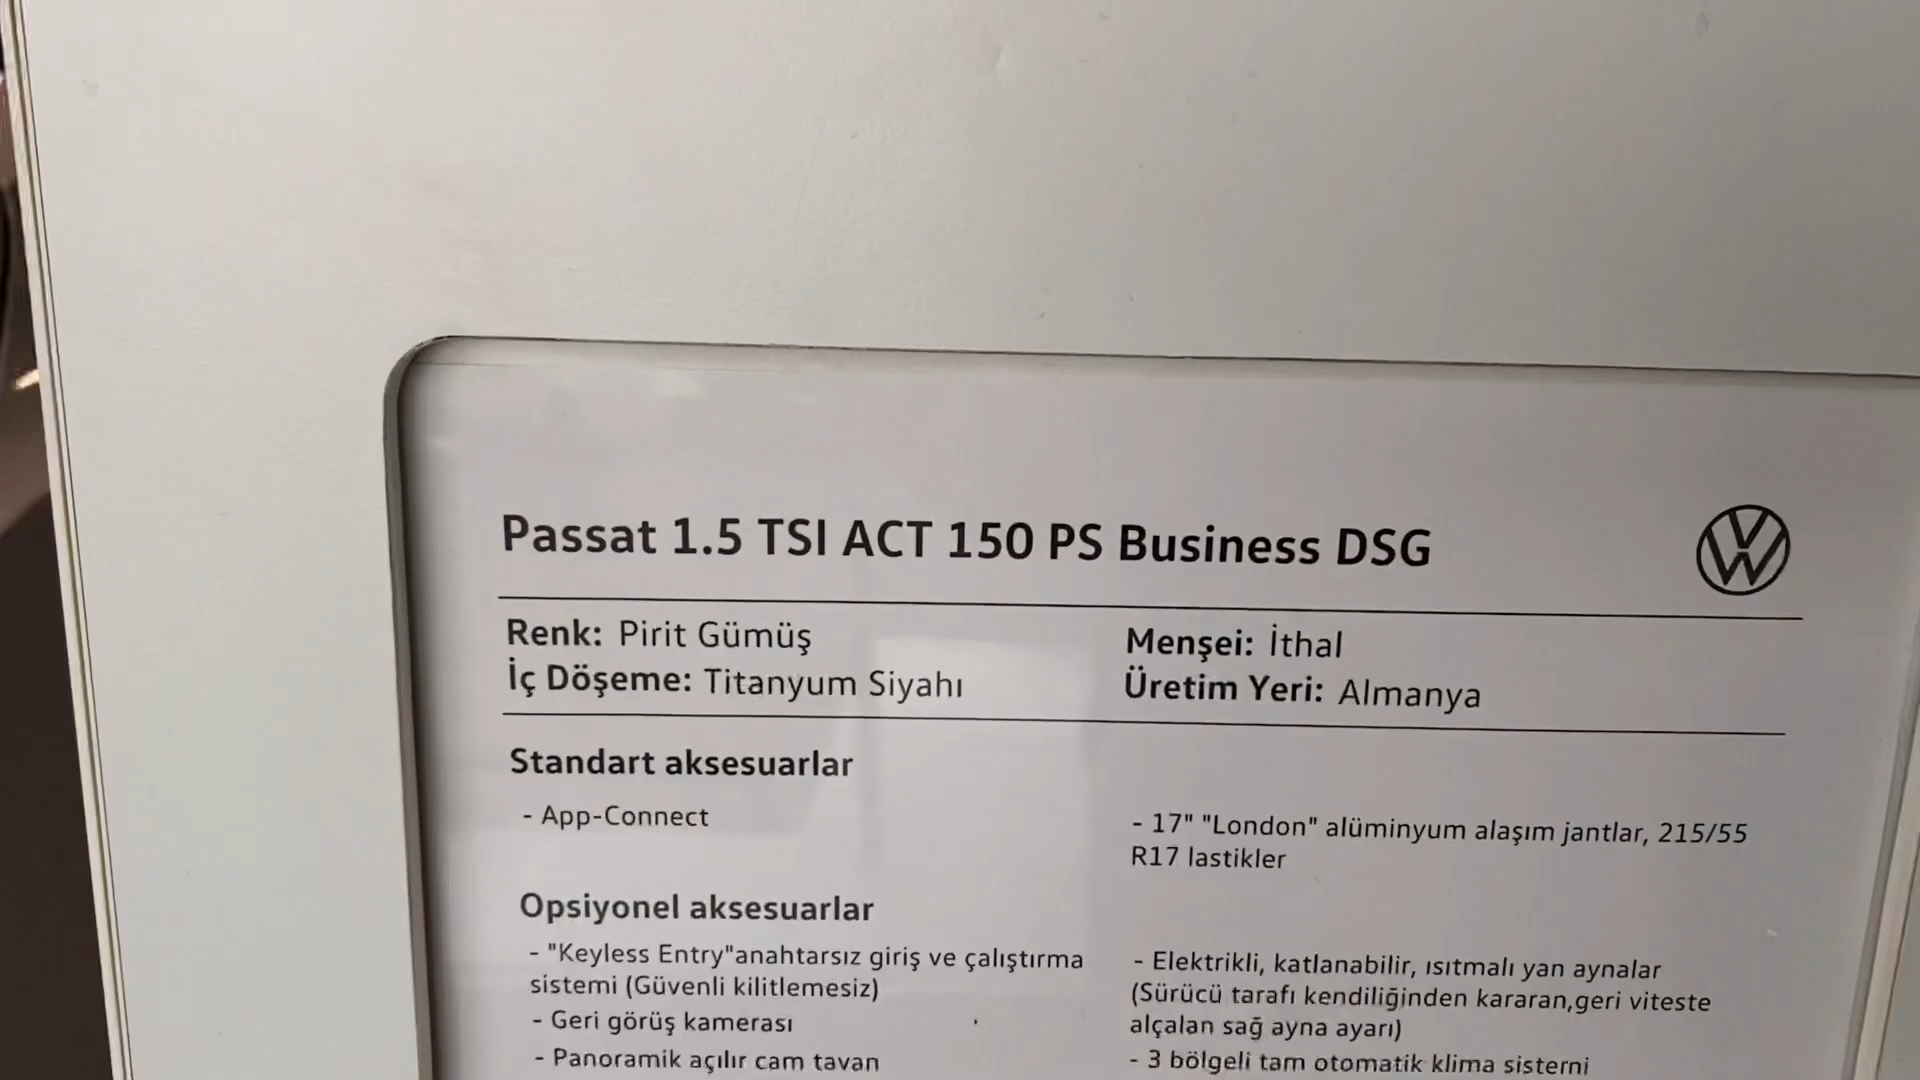 Passat 1.5 TSI ACT 150 PS Business DSG
Renk: Pirit Gümüş
İç Döşeme: Titanyum Siyahı
Menşei: İthal
Üretim Yeri: Almanya
Standart aksesuarlar
- App-Connect
- 17" "London" alüminyum alaşım jantlar, 215/55
R17 lastikler
Opsiyonel aksesuarlar
- "Keyless Entry"anahtarsız giriş ve çalıştırma
sistemi (Güvenli kilitlemesiz)
- Geri görüş kamerası
- Panoramik açılır cam tavan
- Elektrikli, katlanabilir, ısıtmalı yan aynalar
(Sürücü tarafı kendiliğinden kararan,geri viteste
alçalan sağ ayna ayarı)
- 3 bölgeli tam otomatik klima sistemi